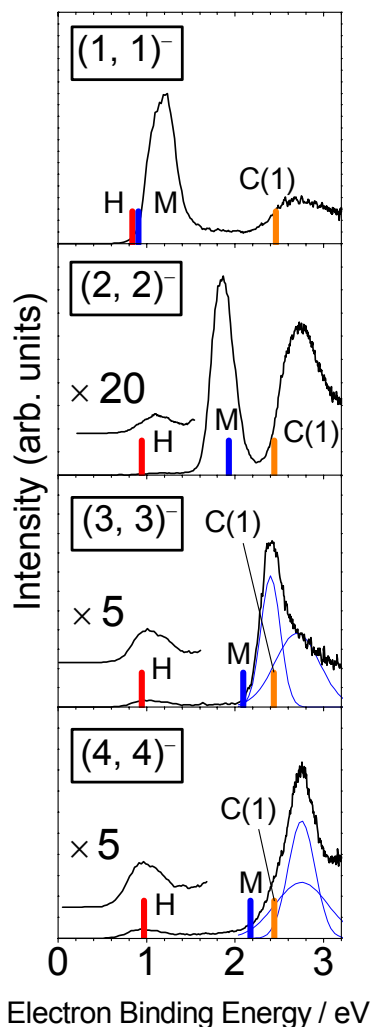 (1, 1)⁻
H
M
C(1)
(2, 2)⁻
× 20
H
M
C(1)
(3, 3)⁻
C(1)
× 5
H
M
(4, 4)⁻
C(1)
× 5
H
M
0 1 2 3
Electron Binding Energy / eV
Intensity (arb. units)